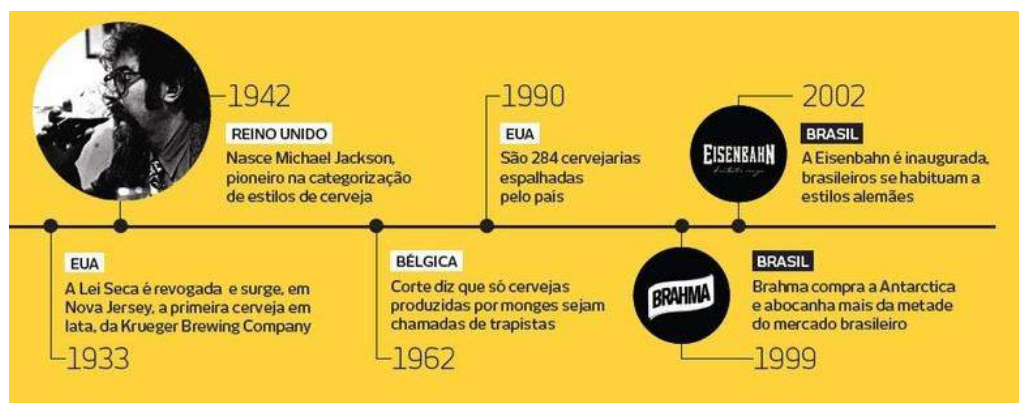 1942
REINO UNIDO
Nasce Michael Jackson,
pioneiro na categorização
de estilos de cerveja
1990
EUA
São 284 cervejarias
espalhadas
pelo país
EISENBAHN
2002
BRASIL
A Eisenbahn é inaugurada,
brasileiros se habituam a
estilos alemães
EUA
A Lei Seca é revogada e surge, em
Nova Jersey, a primeira cerveja em
lata, da Krueger Brewing Company
1933
BÉLGICA
Corte diz que só cervejas
produzidas por monges sejam
chamadas de trapistas
1962
BRAHMA
BRASIL
Brahma compra a Antarctica
e abocanha mais da metade
do mercado brasileiro
1999